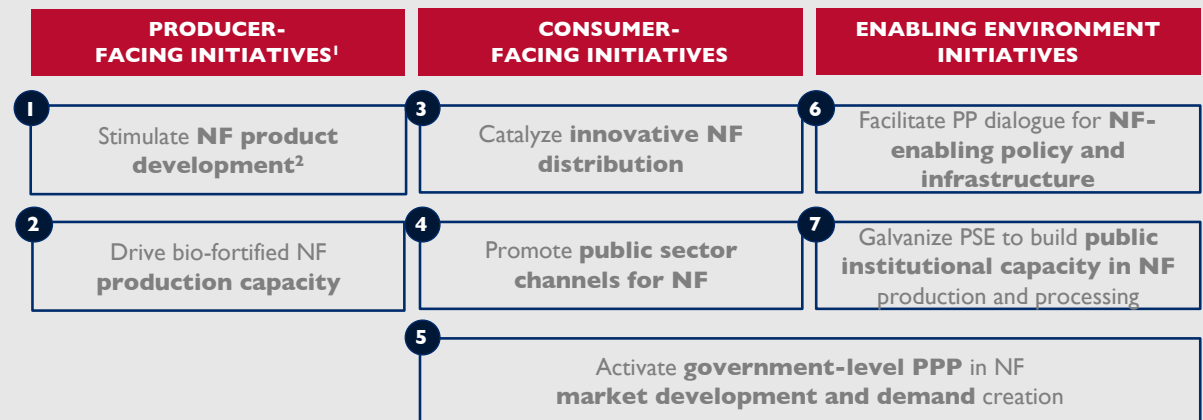 PRODUCER-
FACING INITIATIVES¹
CONSUMER-
FACING INITIATIVES
ENABLING ENVIRONMENT
INITIATIVES
1
Stimulate NF product
development²
2
Drive bio-fortified NF
production capacity
3
Catalyze innovative NF
distribution
4
Promote public sector
channels for NF
5
Activate government-level PPP in NF
market development and demand creation
6
Facilitate PP dialogue for NF-
enabling policy and
infrastructure
7
Galvanize PSE to build public
institutional capacity in NF
production and processing